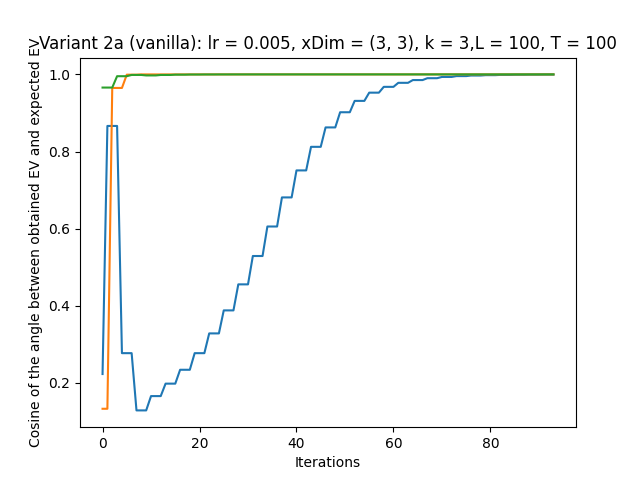 Variant 2a (vanilla): lr = 0.005, xDim = (3, 3), k = 3,L = 100, T = 100
Cosine of the angle between obtained EV and expected EV
1.0
0.8
0.6
0.4
0.2
0 20 40 60 80
Iterations